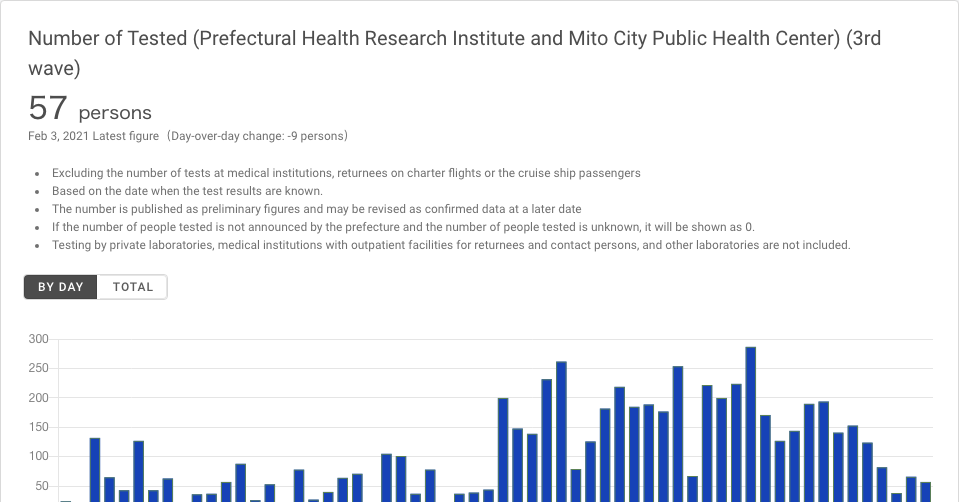 Number of Tested (Prefectural Health Research Institute and Mito City Public Health Center) (3rd
wave)
57 persons
Feb 3, 2021 Latest figure（Day-over-day change: -9 persons）
Excluding the number of tests at medical institutions, returnees on charter flights or the cruise ship passengers
Based on the date when the test results are known.
The number is published as preliminary figures and may be revised as confirmed data at a later date
If the number of people tested is not announced by the prefecture and the number of people tested is unknown, it will be shown as 0.
Testing by private laboratories, medical institutions with outpatient facilities for returnees and contact persons, and other laboratories are not included.
BY DAY TOTAL
300
250
200
150
100
50